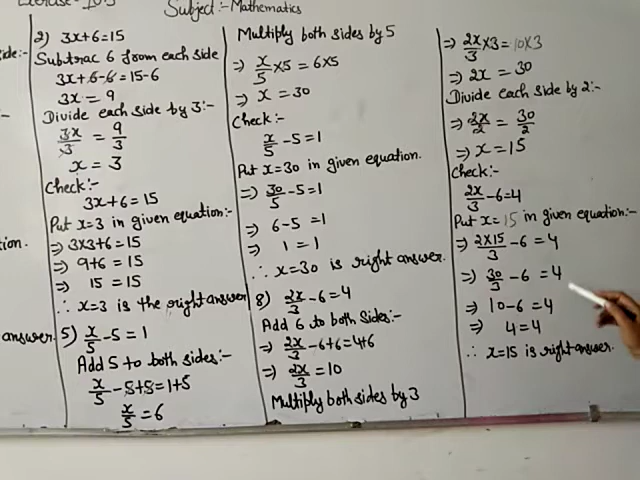 Subject:- Mathematics
side:-
:-
tion.
answer.
2) 3x+6=15
Subtrac 6 from each side
3x+6-6=15-6
3x=9
Divide each side by 3:-
3x/3 = 9/3
x = 3
Check:-
3x+6=15
Put x=3 in given equation:-
⇒ 3×3+6=15
⇒ 9+6=15
⇒ 15=15
∴ x=3 is the right answer
5) x/5 -5=1
Add 5 to both sides:-
x/5 -5+5=1+5
x/5 =6
Multiply both sides by 5
⇒ x/5 ×5=6×5
⇒ x=30
Check:-
x/5 -5=1
Put x=30 in given equation.
⇒ 30/5 -5=1
⇒ 6-5=1
⇒ 1=1
∴ x=30 is right answer.
8) 2x/3 -6=4
Add 6 to both Sides:-
⇒ 2x/3 -6+6=4+6
⇒ 2x/3 =10
Multiply both sides by 3
⇒ 2x/3 ×3=10×3
⇒ 2x=30
Divide each side by 2:-
⇒ 2x/2 = 30/2
⇒ x=15
Check:-
2x/3 -6=4
Put x=15 in given equation:-
⇒ 2×15/3 -6=4
⇒ 30/3 -6=4
⇒ 10-6=4
⇒ 4=4
∴ x=15 is right answer.